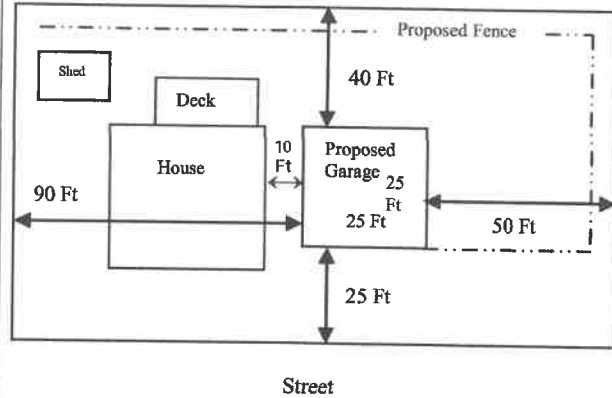 Proposed Fence
Shed
40 Ft
Deck
10
Ft
Proposed
Garage
House
25
Ft
90 Ft
25 Ft
50 Ft
25 Ft
Street